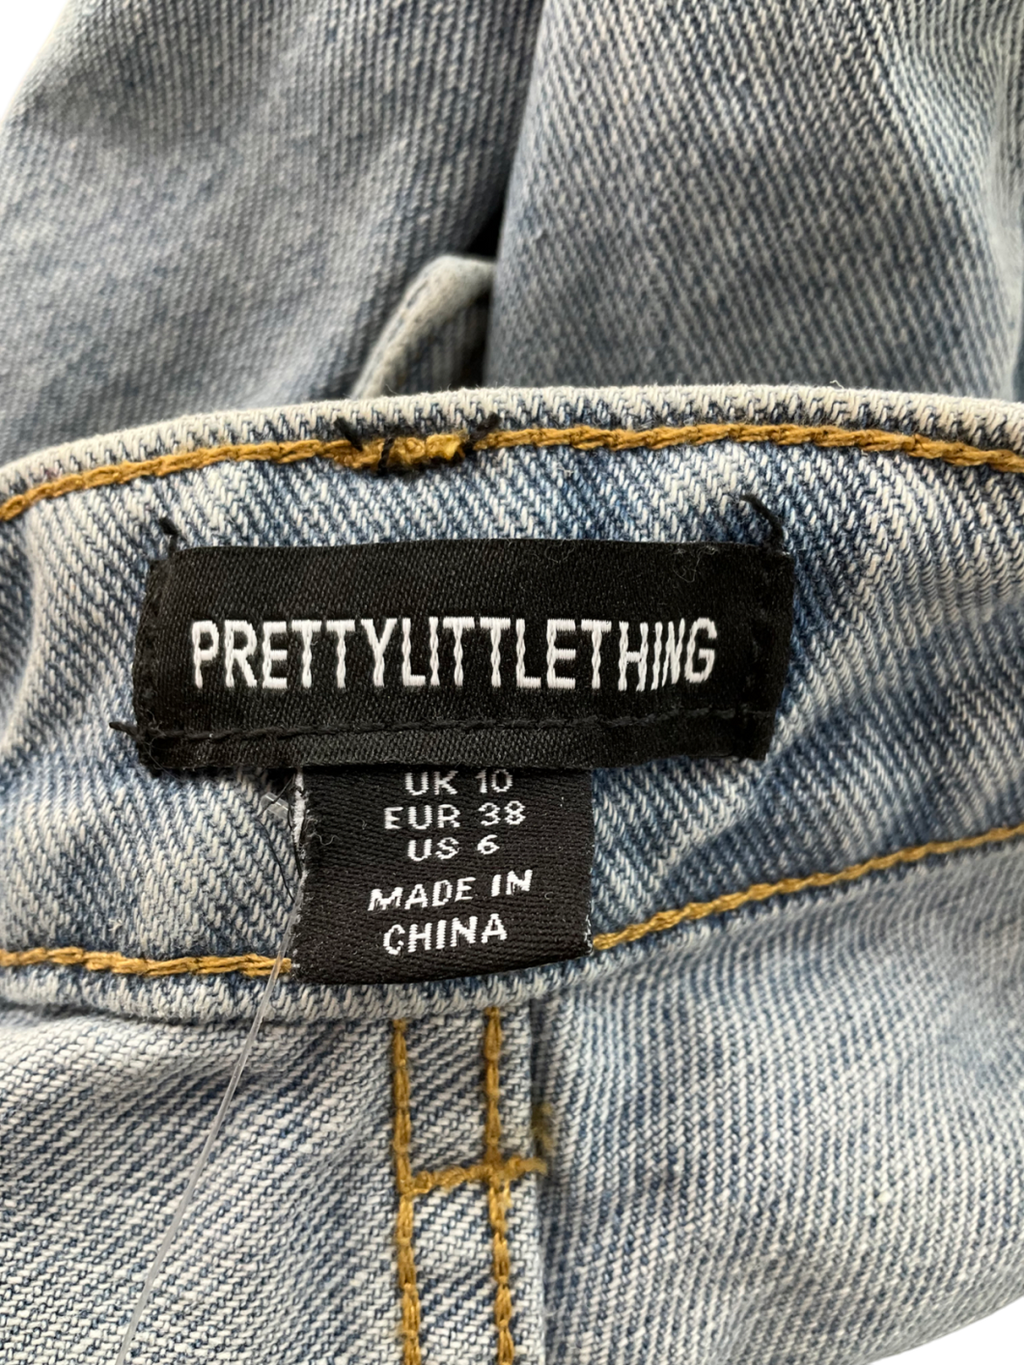 PRETTYLITTLETHING
UK 10
EUR 38
US 6
MADE IN
CHINA